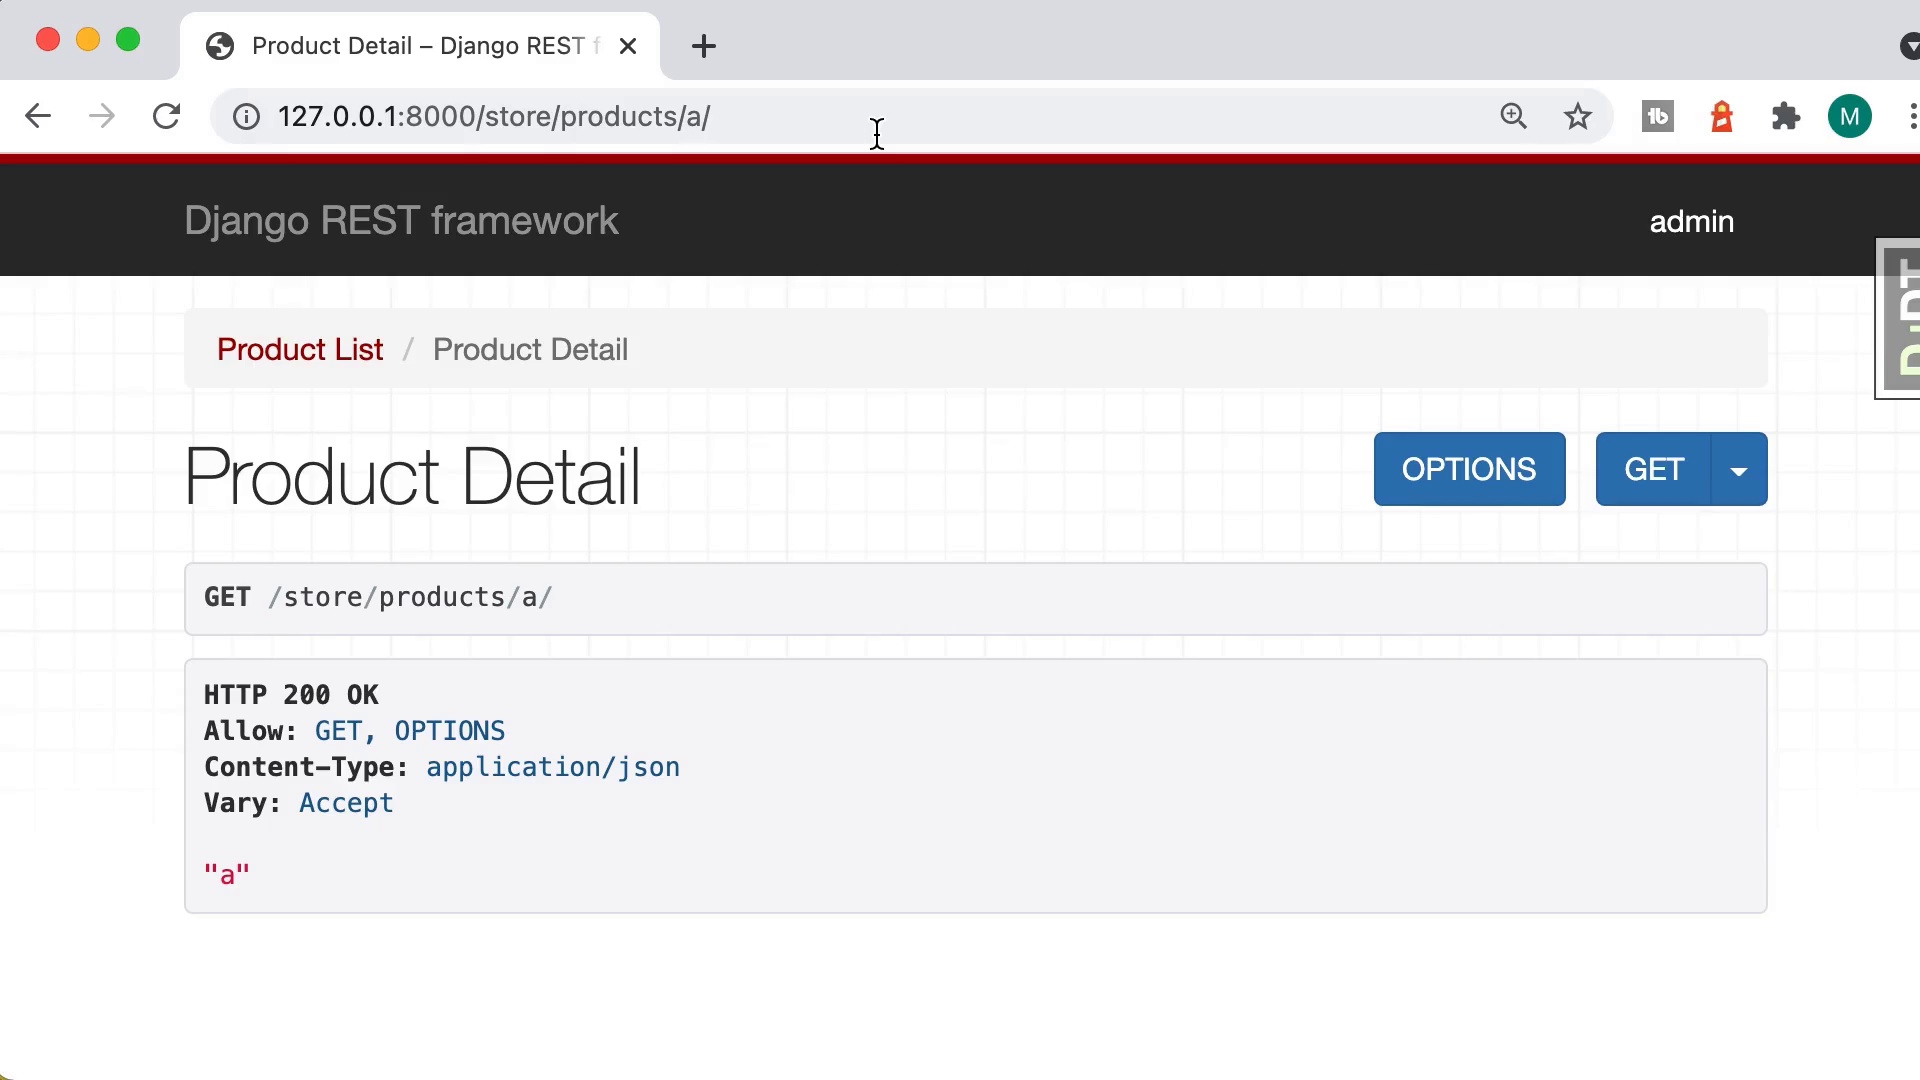 Product Detail – Django REST f
127.0.0.1:8000/store/products/a/
M
Django REST framework
admin
DjDT
Product List / Product Detail
Product Detail
OPTIONS
GET
GET /store/products/a/
HTTP 200 OK
Allow: GET, OPTIONS
Content-Type: application/json
Vary: Accept
"a"